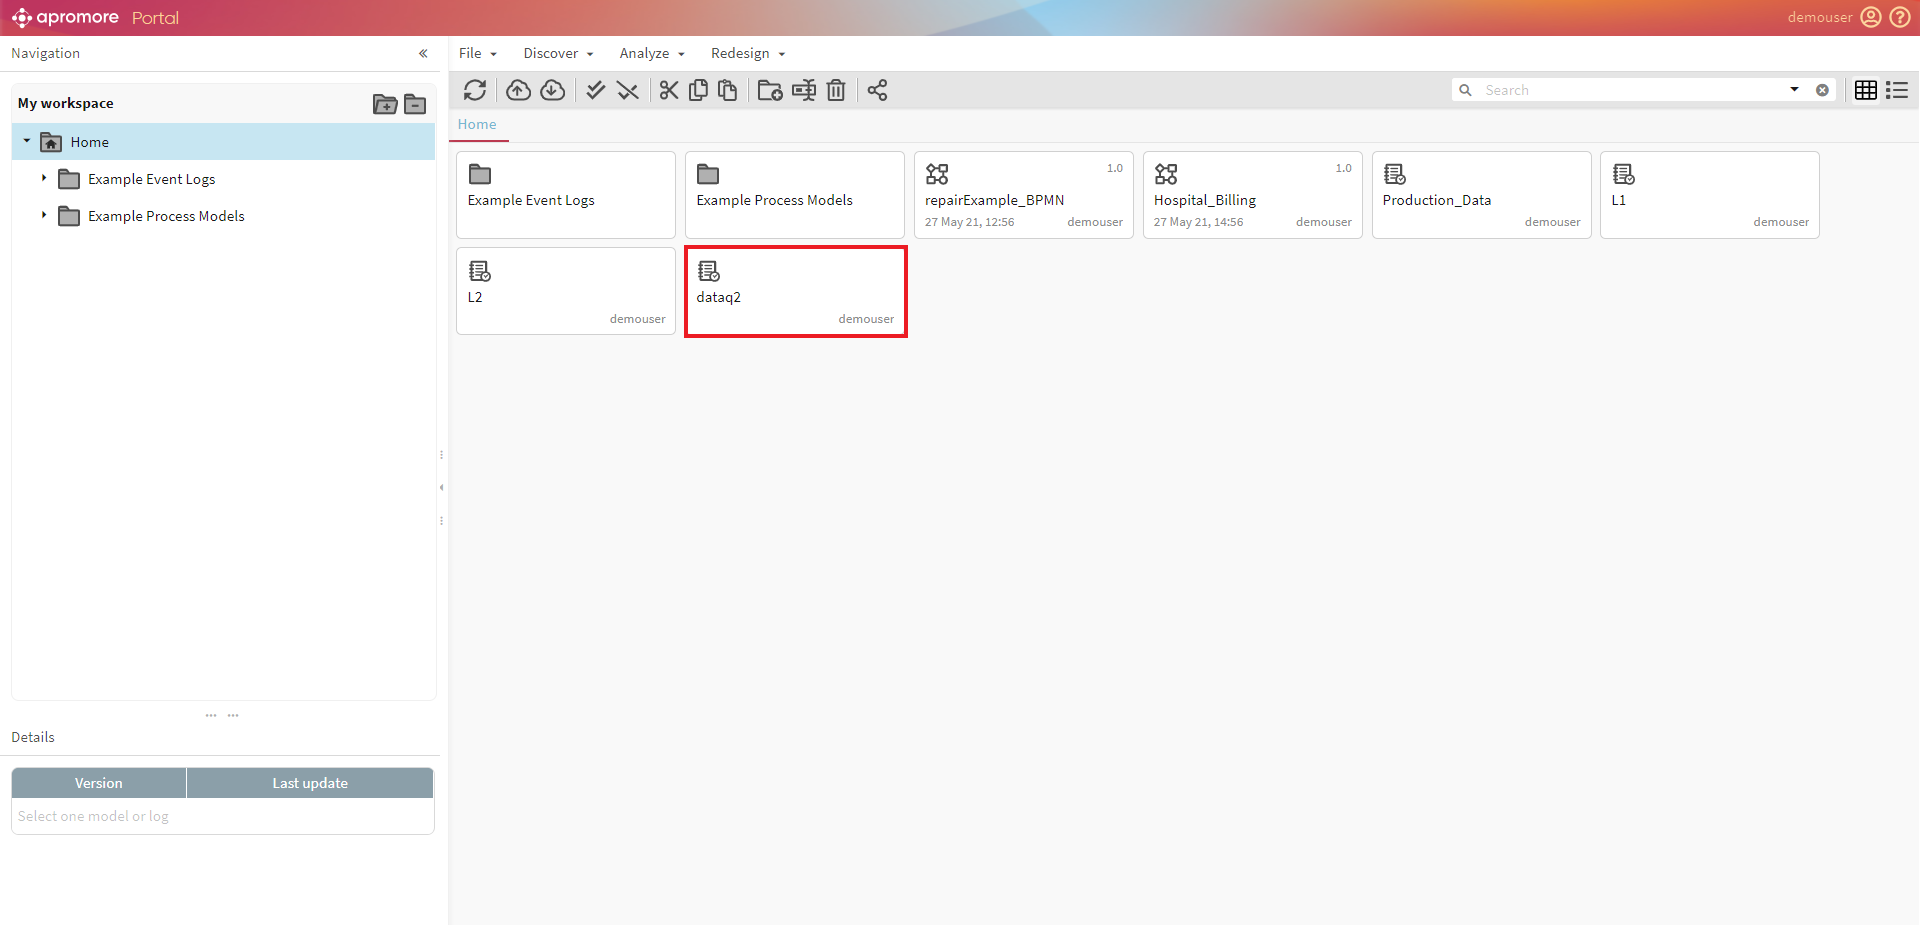 apromore Portal
demouser
Navigation
File
Discover
Analyze
Redesign
My workspace
Search
Home
Example Event Logs
Example Process Models
Home
Example Event Logs
Example Process Models
repairExample_BPMN
1.0
27 May 21, 12:56
demouser
Hospital_Billing
1.0
27 May 21, 14:56
demouser
Production_Data
demouser
L1
demouser
L2
demouser
dataq2
demouser
Details
Version
Last update
Select one model or log